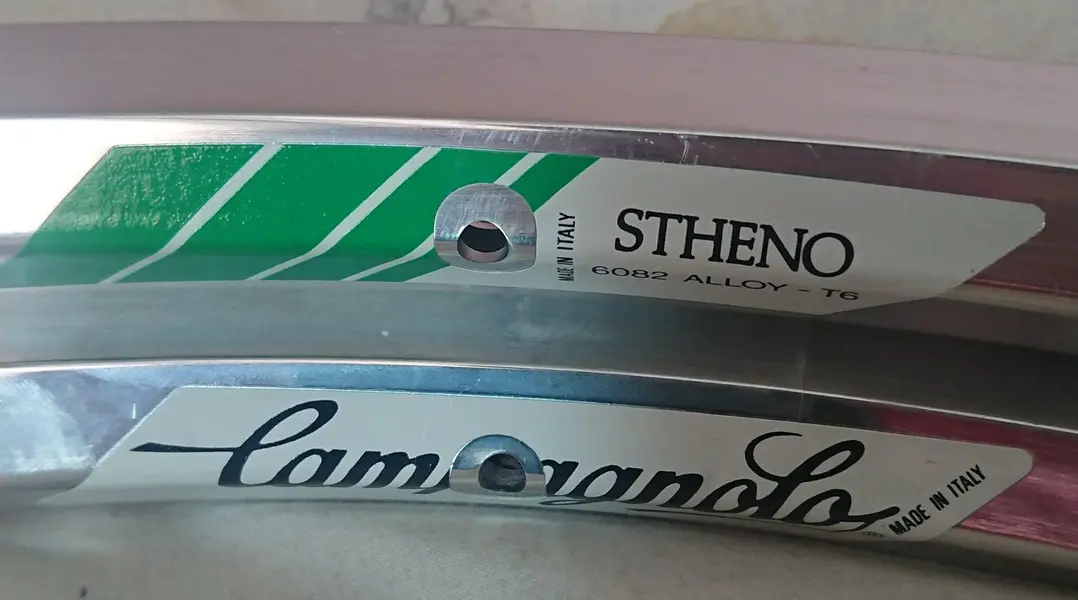 MADE IN ITALY
STHENO
6082 ALLOY - T6
Campagnolo
MADE IN ITALY